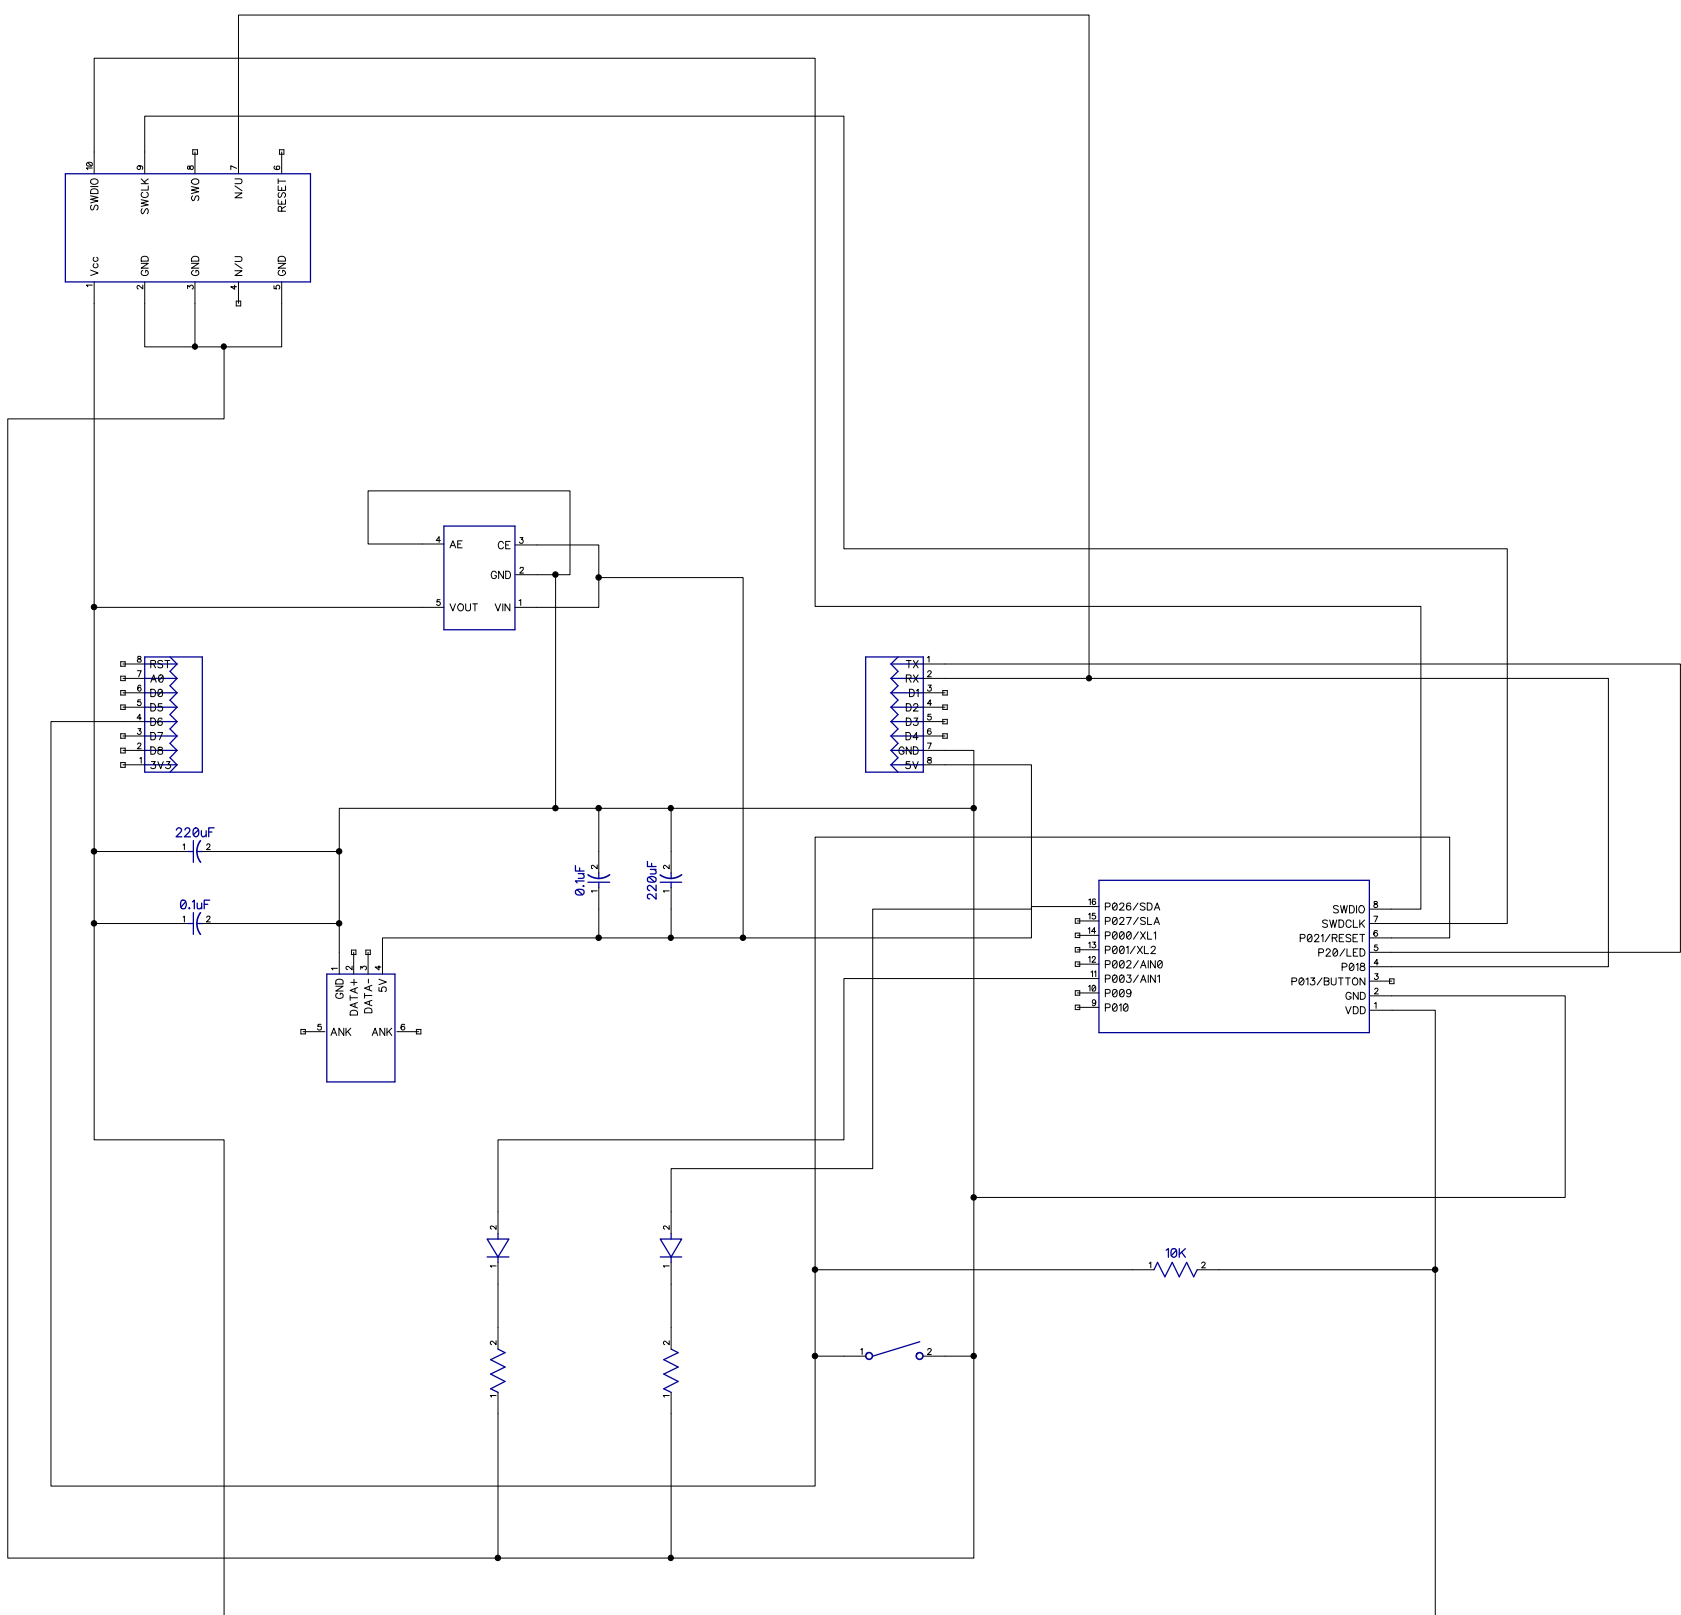 10 9 8 7 6
SWDIO SWCLK SWO N/U RESET
Vcc GND GND N/U GND
1 2 3 4 5
4 AE CE 3
GND 2
5 VOUT VIN 1
8 RST
7 A0
6 D0
5 D5
4 D6
3 D7
2 D8
1 3V3
TX 1
RX 2
D1 3
D2 4
D3 5
D4 6
GND 7
5V 8
220uF
1 2
0.1uF
1 2
0.1uF
2
1
220uF
2
1
1 2 3 4
GND DATA+ DATA- 5V
5 ANK ANK 6
16 P026/SDA
15 P027/SLA
14 P000/XL1
13 P001/XL2
12 P002/AIN0
11 P003/AIN1
10 P009
9 P010
SWDIO 8
SWDCLK 7
P021/RESET 6
P20/LED 5
P018 4
P013/BUTTON 3
GND 2
VDD 1
2 2
1 1
10K
1 2
2 2
1 1
1 2